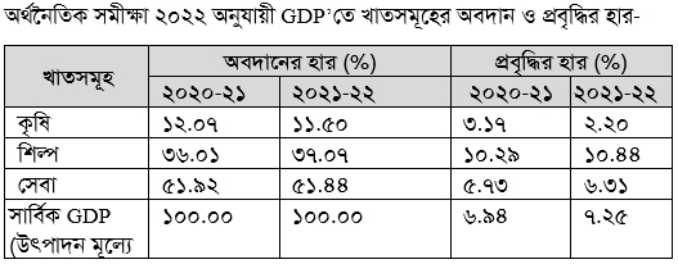 অর্থনৈতিক সমীক্ষা ২০২২ অনুযায়ী GDP'তে খাতসমূহের অবদান ও প্রবৃদ্ধির হার-
খাতসমূহ অবদানের হার (%) প্রবৃদ্ধির হার (%)
২০২০-২১ ২০২১-২২ ২০২০-২১ ২০২১-২২
কৃষি ১২.০৭ ১১.৫০ ৩.১৭ ২.২০
শিল্প ৩৬.০১ ৩৭.০৭ ১০.২৯ ১০.৪৪
সেবা ৫১.৯২ ৫১.৪৪ ৫.৭৩ ৬.৩১
সার্বিক GDP ১০০.০০ ১০০.০০ ৬.৯৪ ৭.২৫
(উৎপাদন মূল্যে